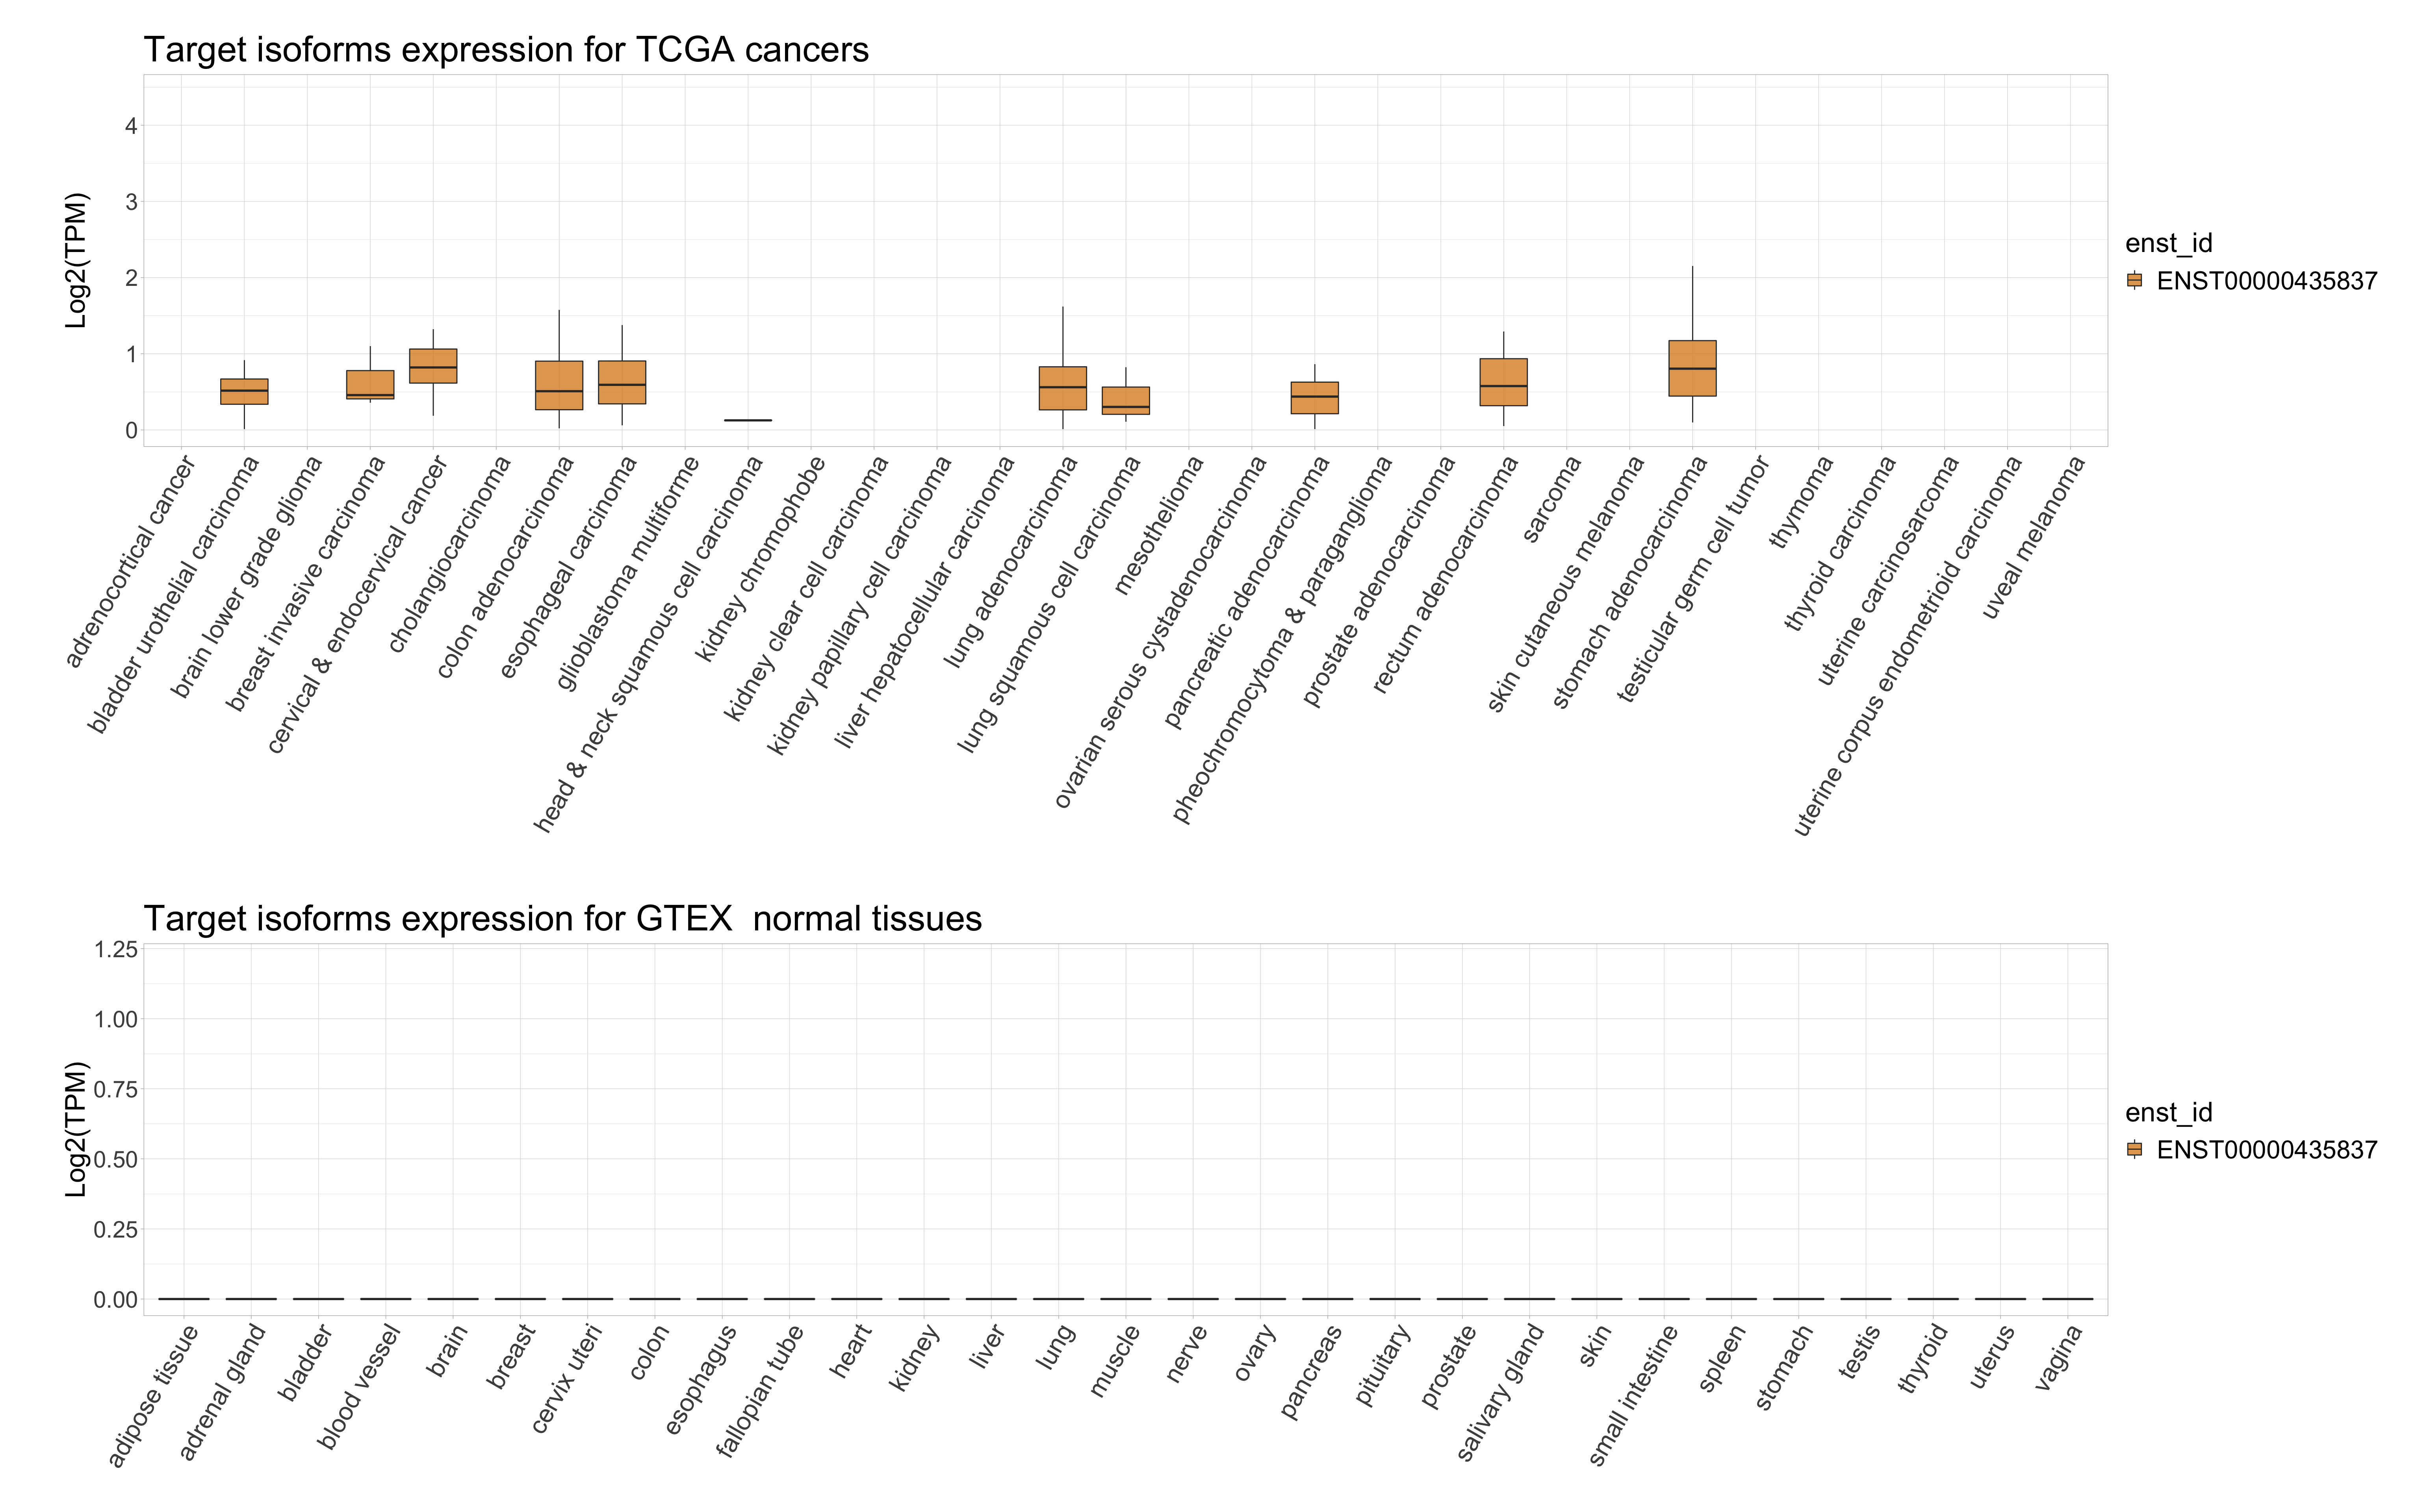 Target isoforms expression for TCGA cancers
Log2(TPM)
4
3
2
1
0
adrenocortical cancer
bladder urothelial carcinoma
brain lower grade glioma
breast invasive carcinoma
cervical & endocervical cancer
cholangiocarcinoma
colon adenocarcinoma
esophageal carcinoma
glioblastoma multiforme
head & neck squamous cell carcinoma
kidney chromophobe
kidney clear cell carcinoma
kidney papillary cell carcinoma
liver hepatocellular carcinoma
lung adenocarcinoma
lung squamous cell carcinoma
mesothelioma
ovarian serous cystadenocarcinoma
pancreatic adenocarcinoma
pheochromocytoma & paraganglioma
prostate adenocarcinoma
rectum adenocarcinoma
sarcoma
skin cutaneous melanoma
stomach adenocarcinoma
testicular germ cell tumor
thymoma
thyroid carcinoma
uterine carcinosarcoma
uterine corpus endometrioid carcinoma
uveal melanoma
enst_id
ENST00000435837
Target isoforms expression for GTEX  normal tissues
Log2(TPM)
1.25
1.00
0.75
0.50
0.25
0.00
adipose tissue
adrenal gland
bladder
blood vessel
brain
breast
cervix uteri
colon
esophagus
fallopian tube
heart
kidney
liver
lung
muscle
nerve
ovary
pancreas
pituitary
prostate
salivary gland
skin
small intestine
spleen
stomach
testis
thyroid
uterus
vagina
enst_id
ENST00000435837